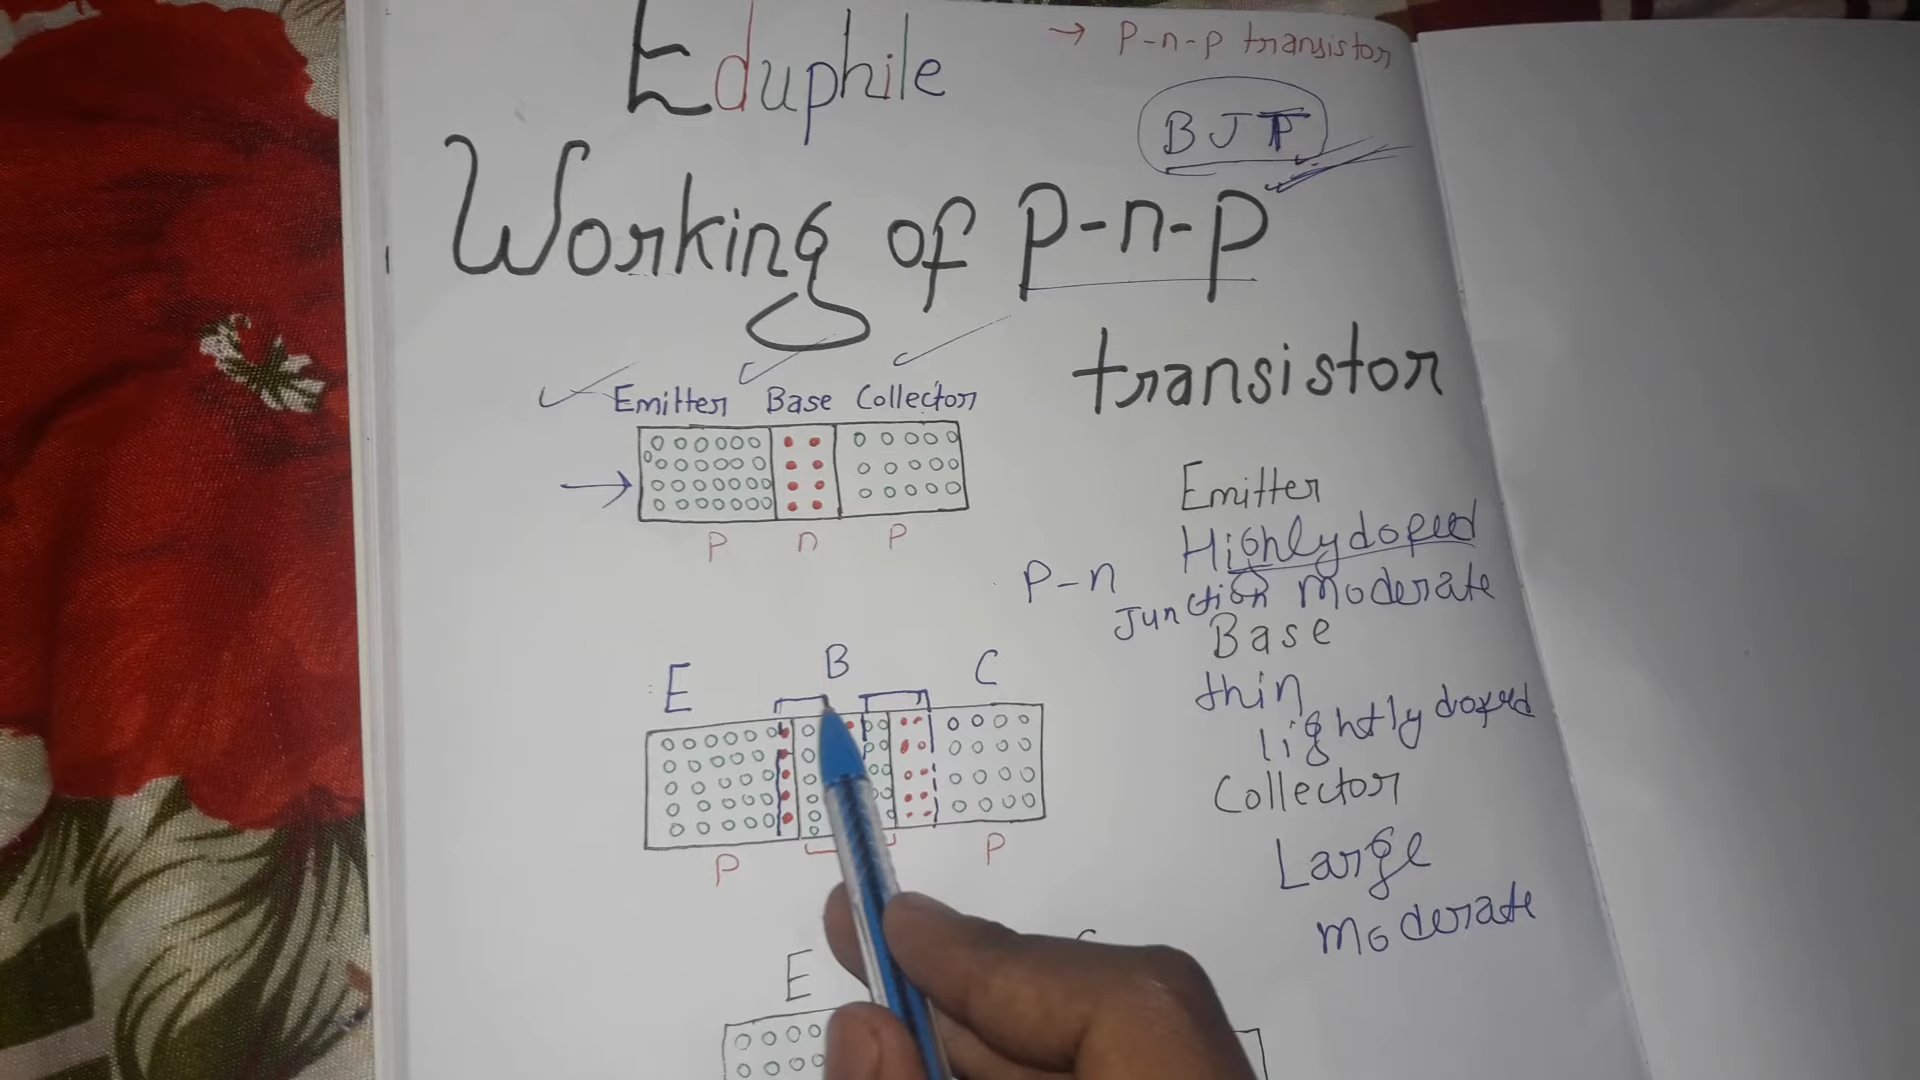 Eduphile
→ P-n-p transistor
BJT
Working of p-n-p
transistor
Emitter Base Collector
P n P
Emitter
Highly doped
Moderate
P-n
Junction
Base
thin
lightly doped
Collector
Large
Moderate
E B C
P P
E